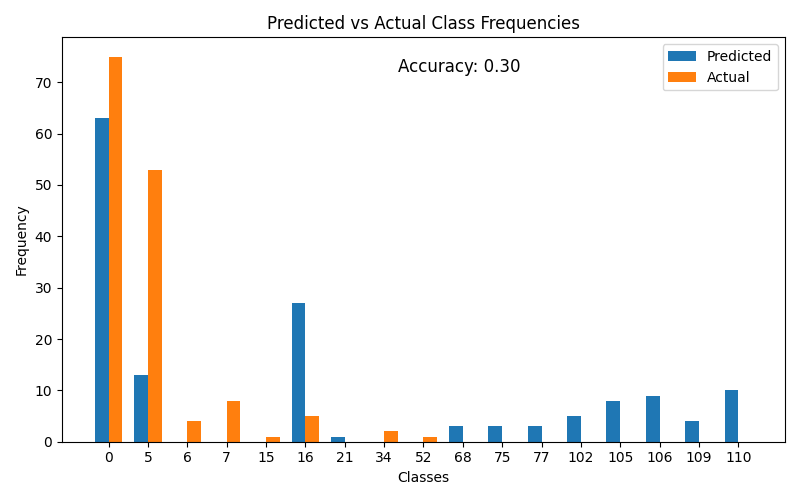 Predicted vs Actual Class Frequencies
Accuracy: 0.30
Predicted
Actual
Frequency
70
60
50
40
30
20
10
0
0 5 6 7 15 16 21 34 52 68 75 77 102 105 106 109 110
Classes